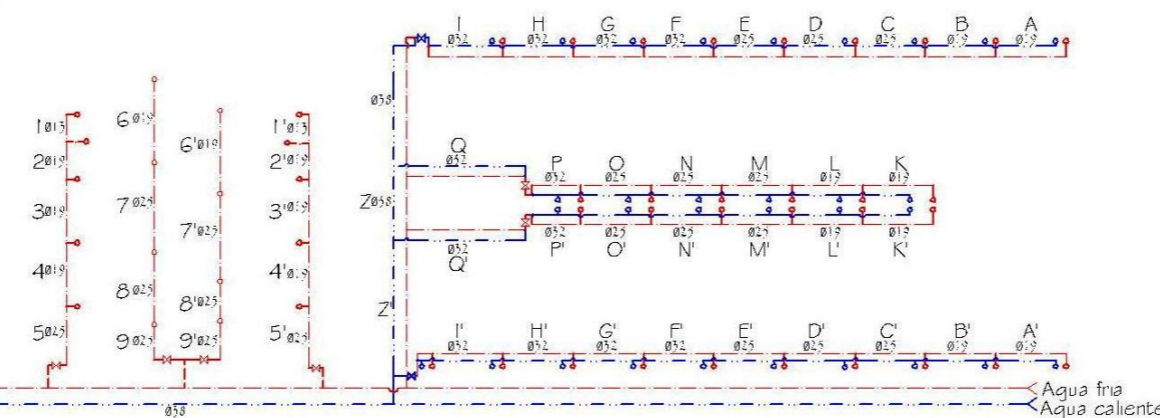 I H G F E D C B A
Ø32 Ø32 Ø32 Ø32 Ø25 Ø25 Ø25 Ø19 Ø19
Ø38
1Ø13
2Ø19
3Ø19
4Ø19
5Ø25
6Ø19
7Ø25
8Ø25
9Ø25
6'Ø19
7'Ø25
8'Ø25
9'Ø25
1'Ø13
2'Ø19
3'Ø19
4'Ø19
5'Ø25
Q
Ø32
P O N M L K
Ø32 Ø25 Ø25 Ø25 Ø19 Ø19
ZØ38
Ø32 Ø25 Ø25 Ø25 Ø19 Ø19
P' O' N' M' L' K'
Ø32
Q'
Z'
I' H' G' F' E' D' C' B' A'
Ø32 Ø32 Ø32 Ø32 Ø25 Ø25 Ø25 Ø19 Ø19
Agua fria
Agua caliente
Ø38